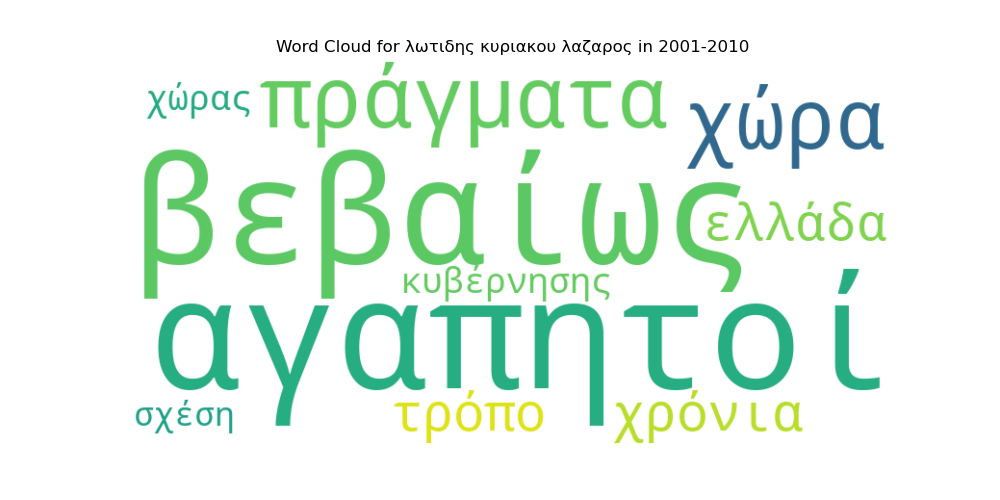 Word Cloud for λωτιδης κυριακου λαζαρος in 2001-2010
χώρας πράγματα χώρα
βεβαίως ελλάδα
κυβέρνησης
αγαπητοί
σχέση τρόπο χρόνια